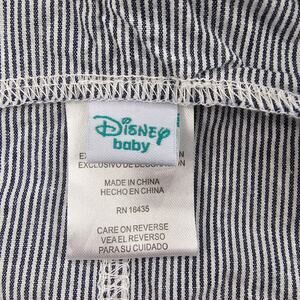 Disney
baby
EXCLUSIVO DE DECORACION
MADE IN CHINA
HECHO EN CHINA
RN 16435
CARE ON REVERSE
VEA EL REVERSO
PARA SU CUIDADO